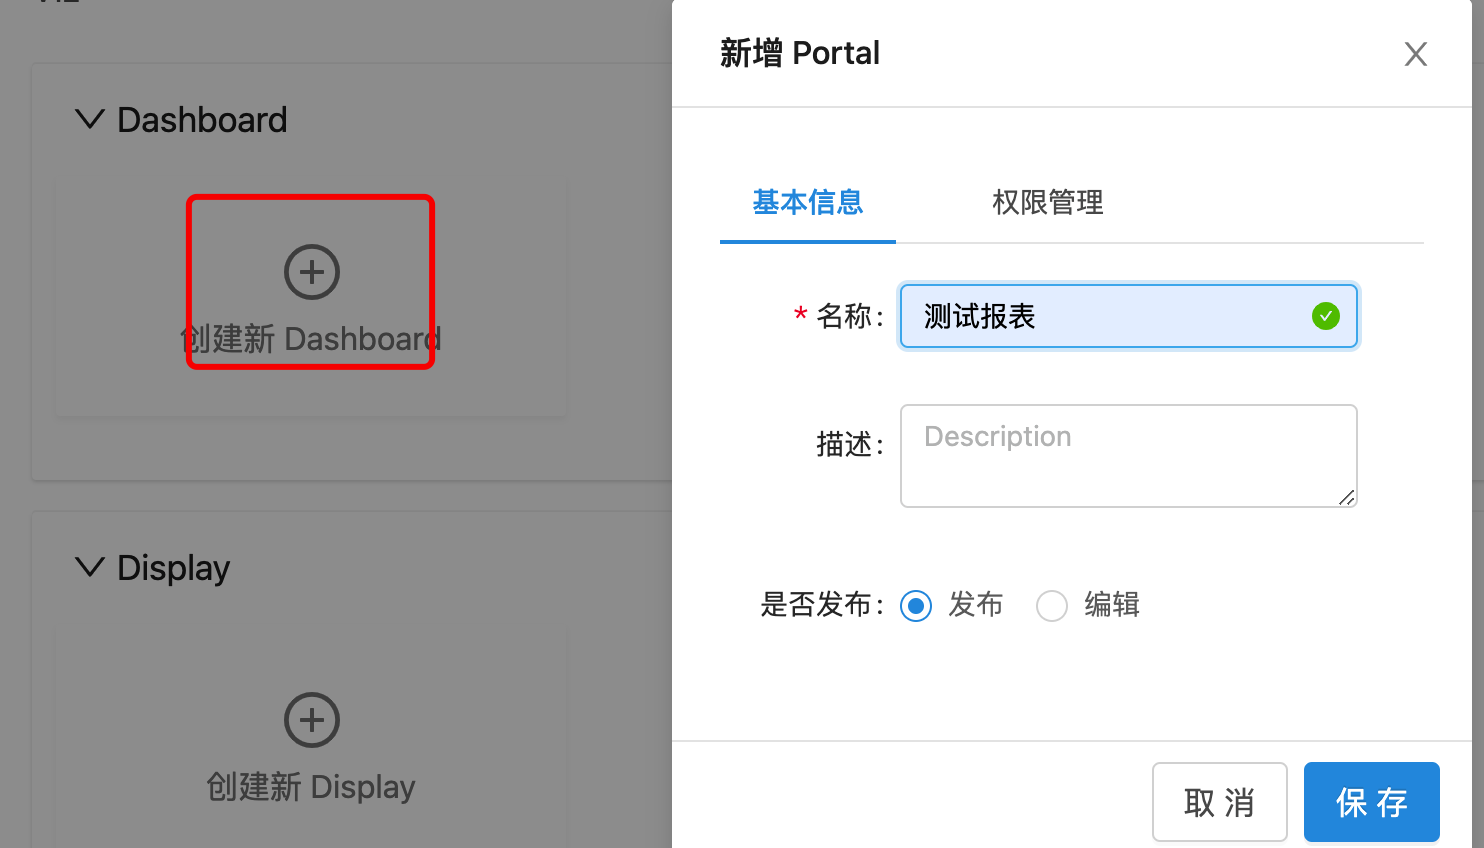 Dashboard
创建新 Dashboard
Display
创建新 Display
新增 Portal
基本信息
权限管理
* 名称:
测试报表
描述:
Description
是否发布:
发布
编辑
取 消
保 存